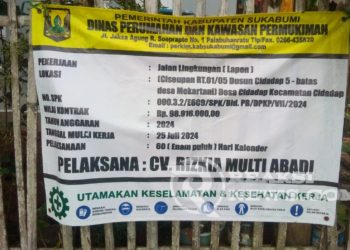 PEMERINTAH KABUPATEN SUKABUMI
DINAS PERUMAHAN DAN KAWASAN PERMUKIMAN
Jl. Jaksa Agung R. Soeprapto No. 1 Palabuhanratu Tlp/Fax. 0266-435820
Email : perkim.kabsukabumi@gmail.com
PEKERJAAN : Jalan Lingkungan ( Lapen )
LOKASI : (Ciseupan RT.01/05 Dusun Cidadap 5 - batas
desa Mekartani) Desa Cidadap Kecamatan Cidadap
NO. SPK : 000.3.2/E669/SPK/Bid. PB/DPKP/VII/2024
NILAI KONTRAK : Rp. 98.916.000,00
TAHUN ANGGARAN : 2024
TANGGAL MULAI KERJA : 25 Juli 2024
PELAKSANAAN : 60 ( Enam puluh ) Hari Kalender
PELAKSANA : CV. RIZKIA MULTI ABADI
UTAMAKAN KESELAMATAN & KESEHATAN KERJA